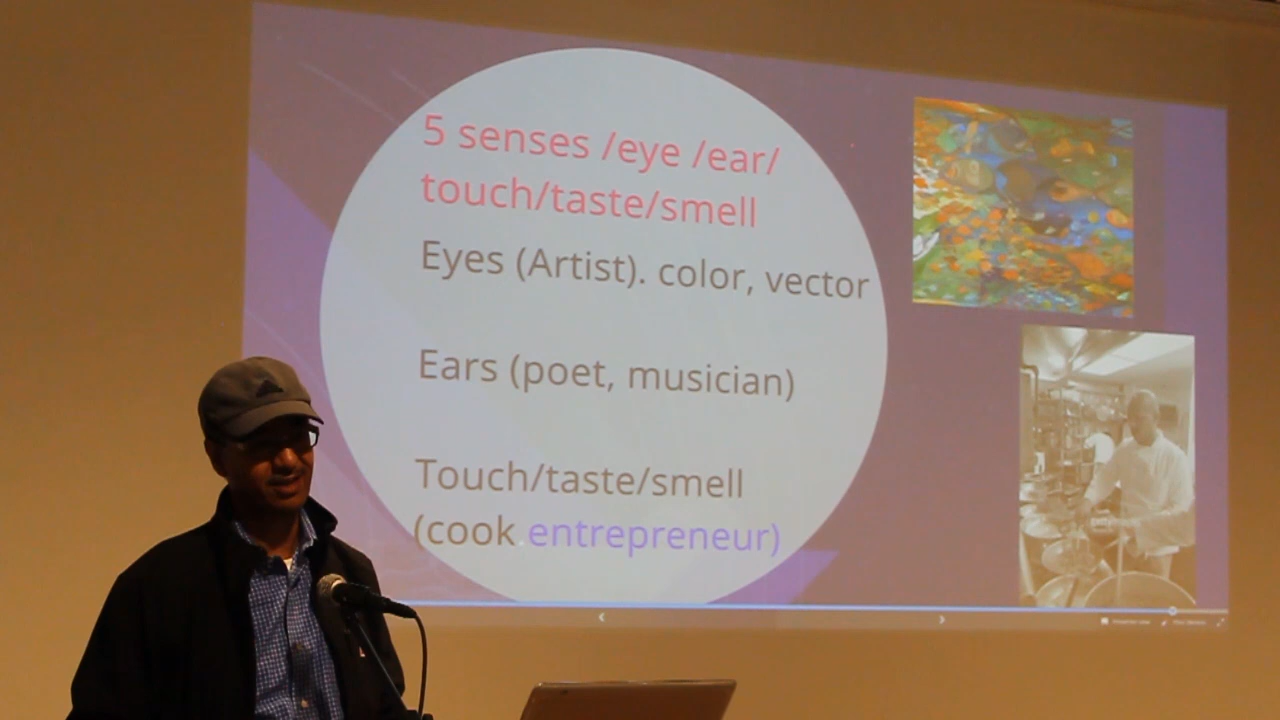 5 senses /eye /ear/
touch/taste/smell
Eyes (Artist). color, vector
Ears (poet, musician)
Touch/taste/smell
(cook entrepreneur)